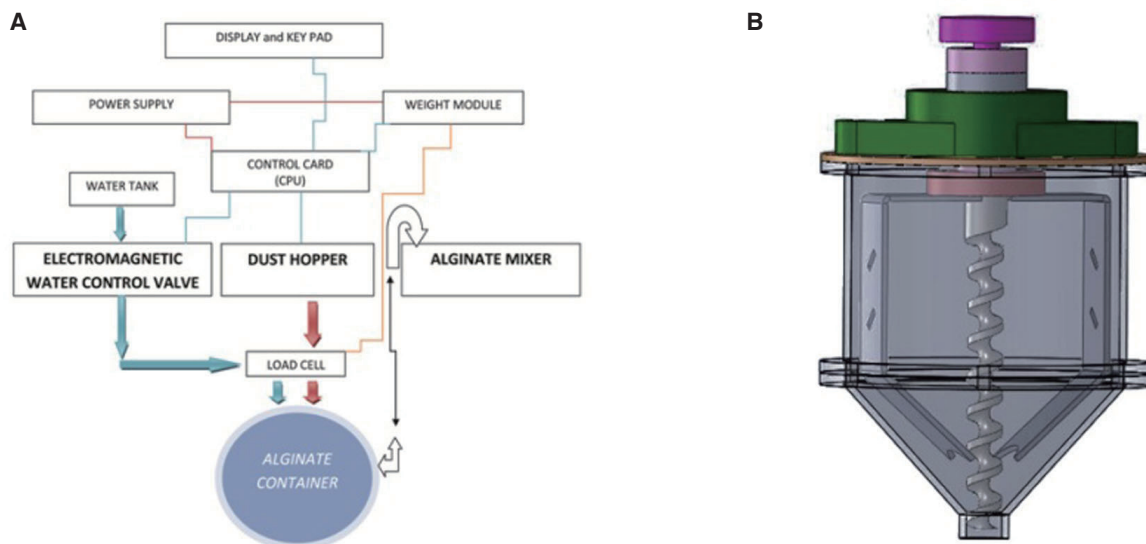 A
B
DISPLAY and KEY PAD
POWER SUPPLY
WEIGHT MODULE
CONTROL CARD
(CPU)
WATER TANK
ELECTROMAGNETIC
WATER CONTROL VALVE
DUST HOPPER
ALGINATE MIXER
LOAD CELL
ALGINATE
CONTAINER